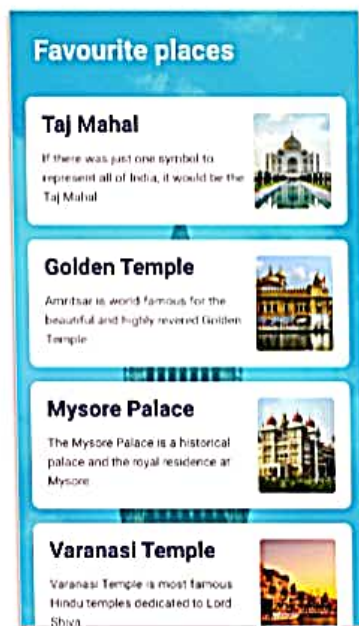 Favourite places
Taj Mahal
If there was just one symbol to
represent all of India, it would be the
Taj Mahal
Golden Temple
Amritsar is world famous for the
beautiful and highly revered Golden
Temple
Mysore Palace
The Mysore Palace is a historical
palace and the royal residence at
Mysore
Varanasi Temple
Varanasi Temple is most famous
Hindu temples dedicated to Lord
Shiva